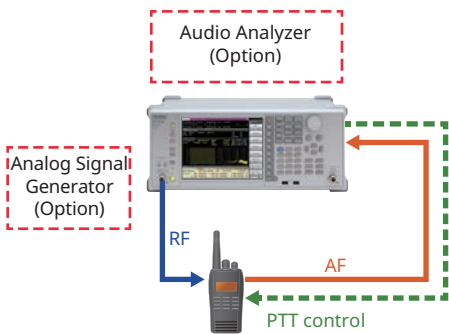 Audio Analyzer
(Option)
Analog Signal
Generator
(Option)
RF
AF
PTT control